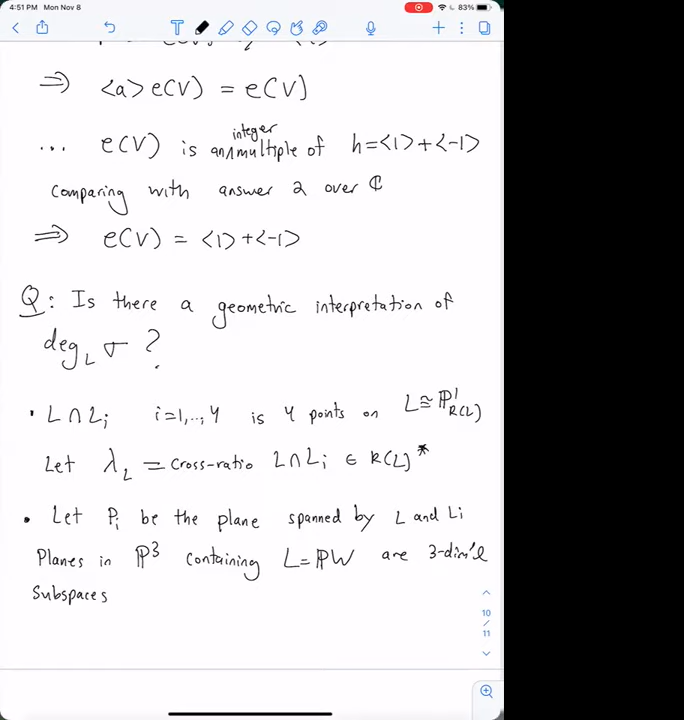 4:51 PM Mon Nov 8
83%
⇒ <a> e(V) = e(V)
... e(V) is an integer multiple of h = <1> + <-1>
Comparing with answer 2 over ℂ
⇒ e(V) = <1> + <-1>
Q: Is there a geometric interpretation of
deg_L σ ?
• L ∩ L_i i=1,..,4 is 4 points on L ≅ ℙ^1_{k(L)}
Let λ_L = cross-ratio L ∩ L_i ∈ k(L)^*
• Let P_i be the plane spanned by L and L_i
Planes in ℙ^3 containing L = ℙW are 3-dim'l
subspaces
10
/
11